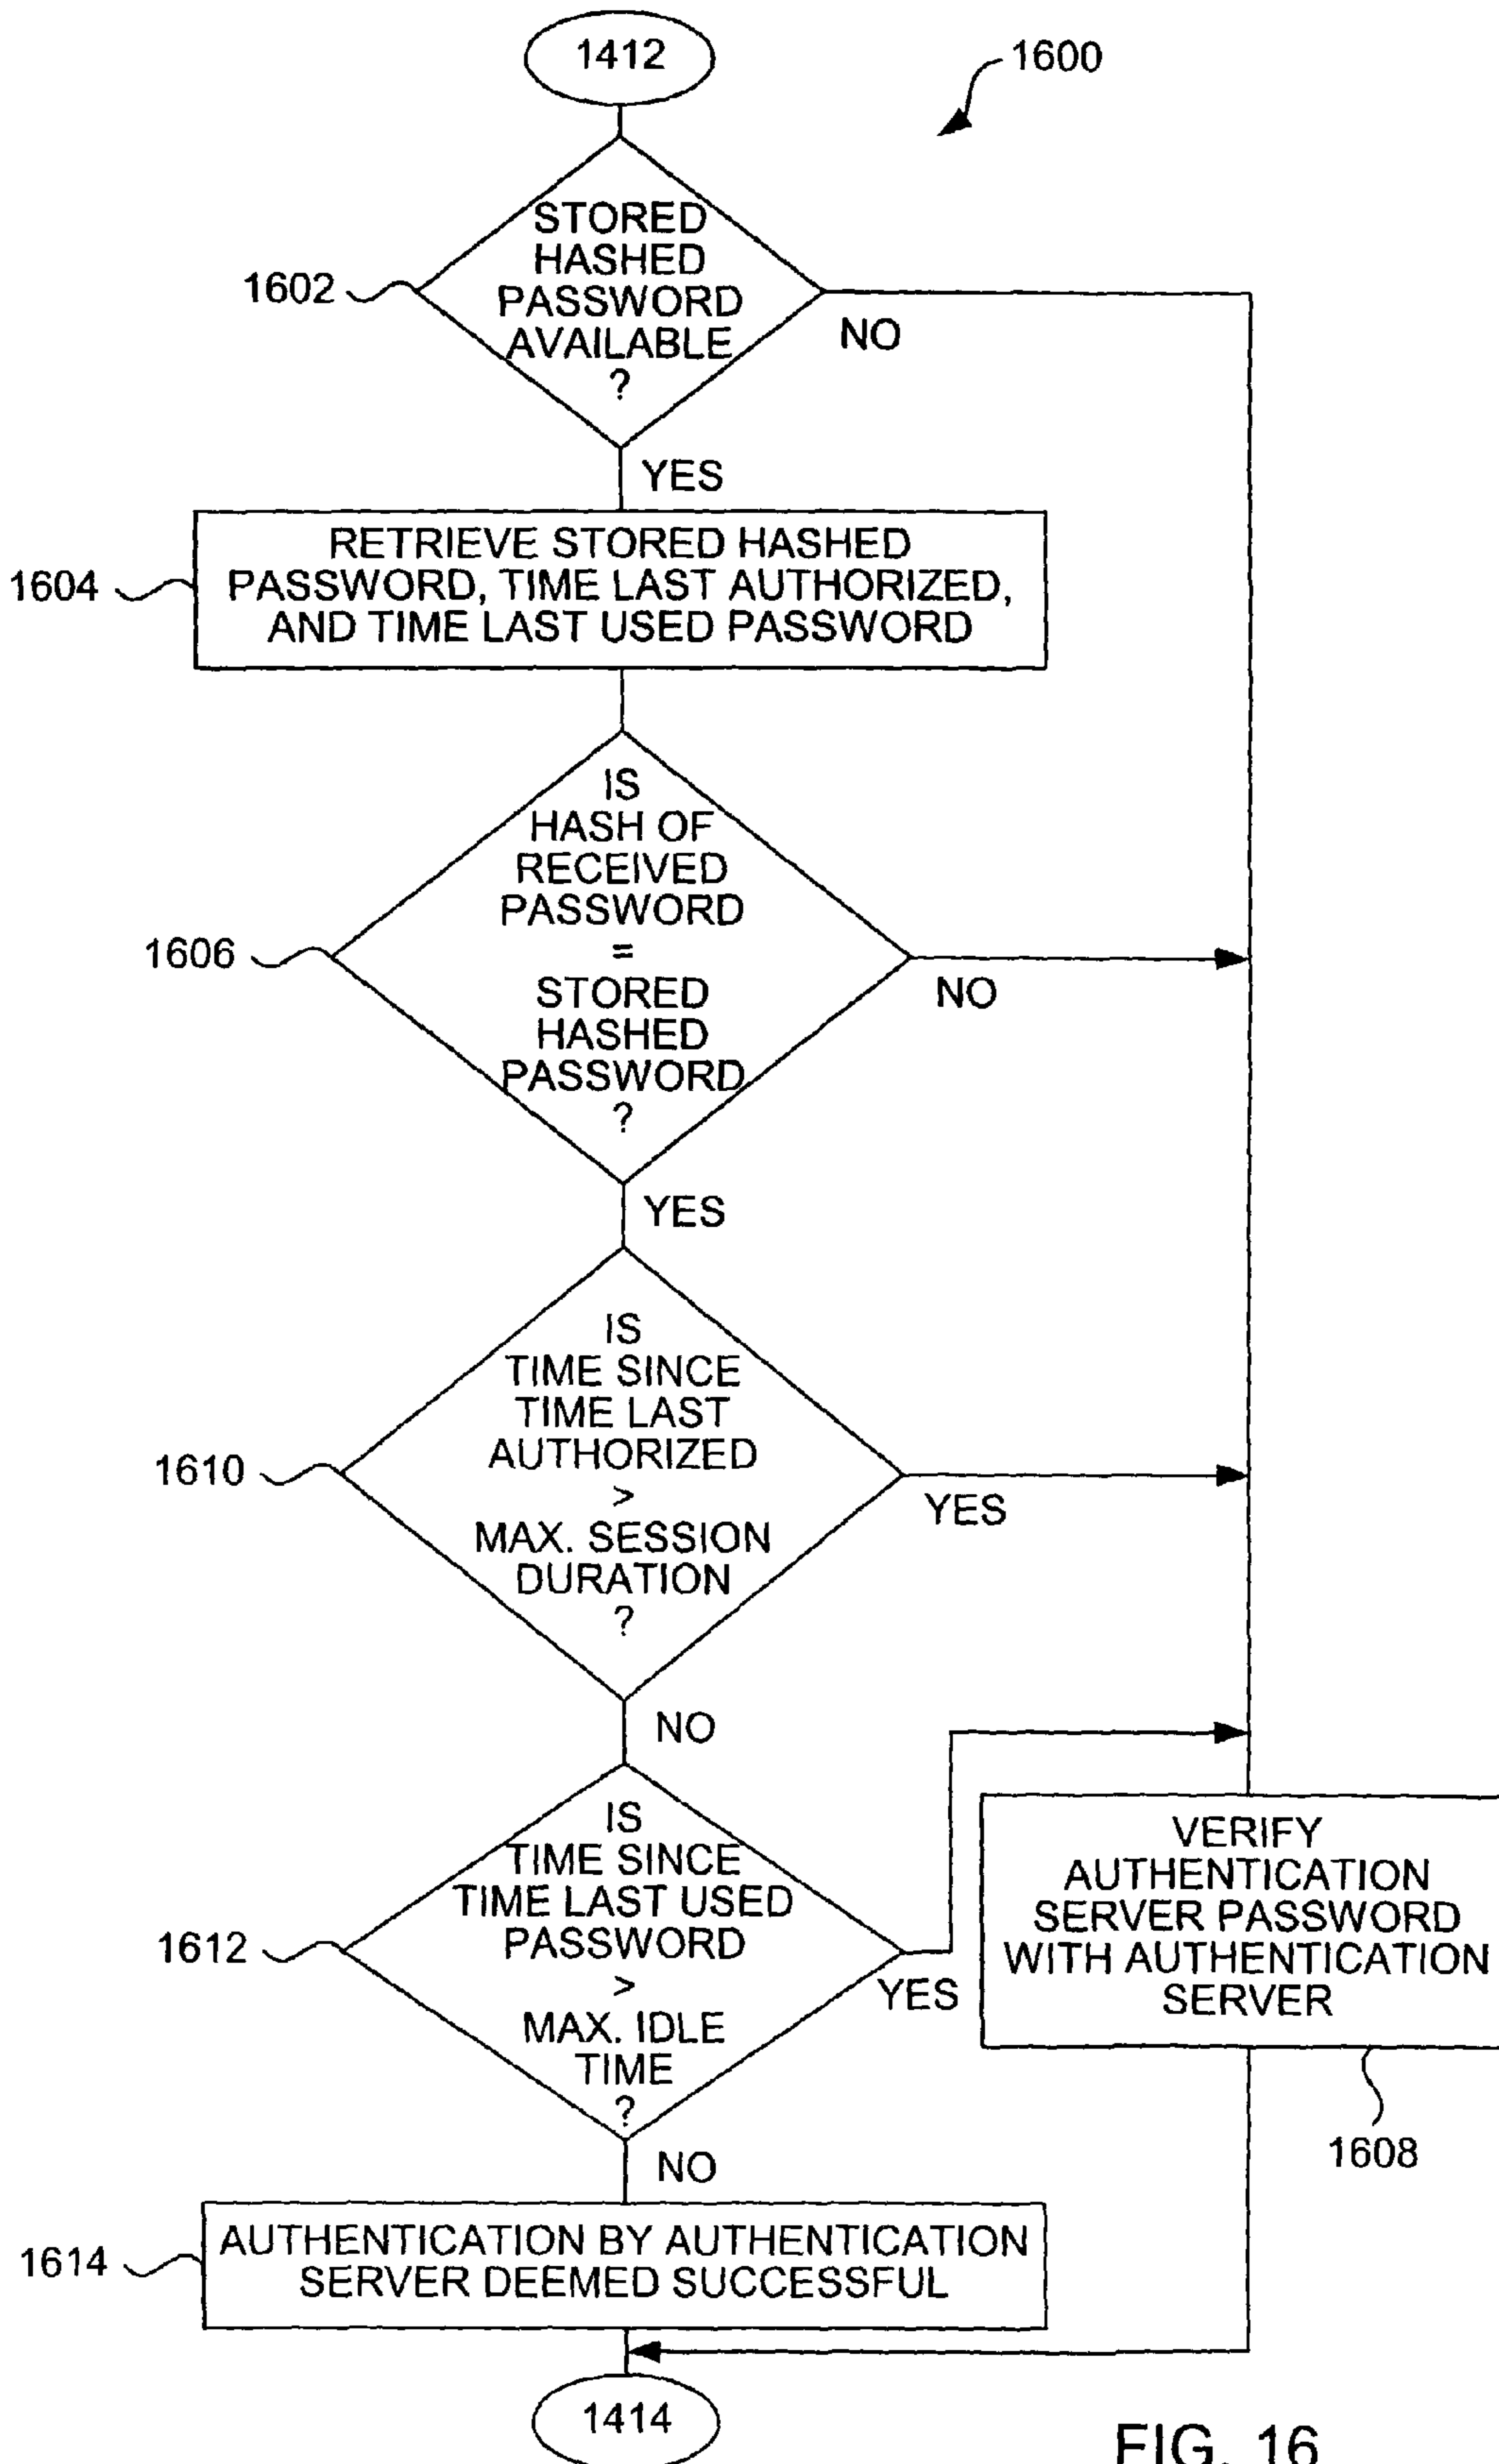 1412
1600
STORED
HASHED
PASSWORD
AVAILABLE
?
1602
NO
YES
RETRIEVE STORED HASHED
PASSWORD, TIME LAST AUTHORIZED,
AND TIME LAST USED PASSWORD
1604
IS
HASH OF
RECEIVED
PASSWORD
=
STORED
HASHED
PASSWORD
?
1606
NO
YES
IS
TIME SINCE
TIME LAST
AUTHORIZED
>
MAX. SESSION
DURATION
?
1610
YES
NO
IS
TIME SINCE
TIME LAST USED
PASSWORD
>
MAX. IDLE
TIME
?
1612
YES
VERIFY
AUTHENTICATION
SERVER PASSWORD
WITH AUTHENTICATION
SERVER
1608
NO
AUTHENTICATION BY AUTHENTICATION
SERVER DEEMED SUCCESSFUL
1614
1414
FIG. 16